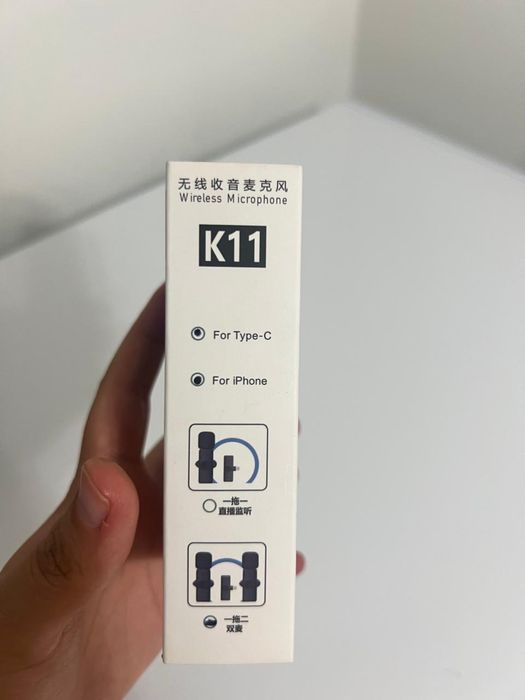 无线收音麦克风
Wireless Microphone
K11
For Type-C
For iPhone
一拖一
直播监听
一拖二
双麦